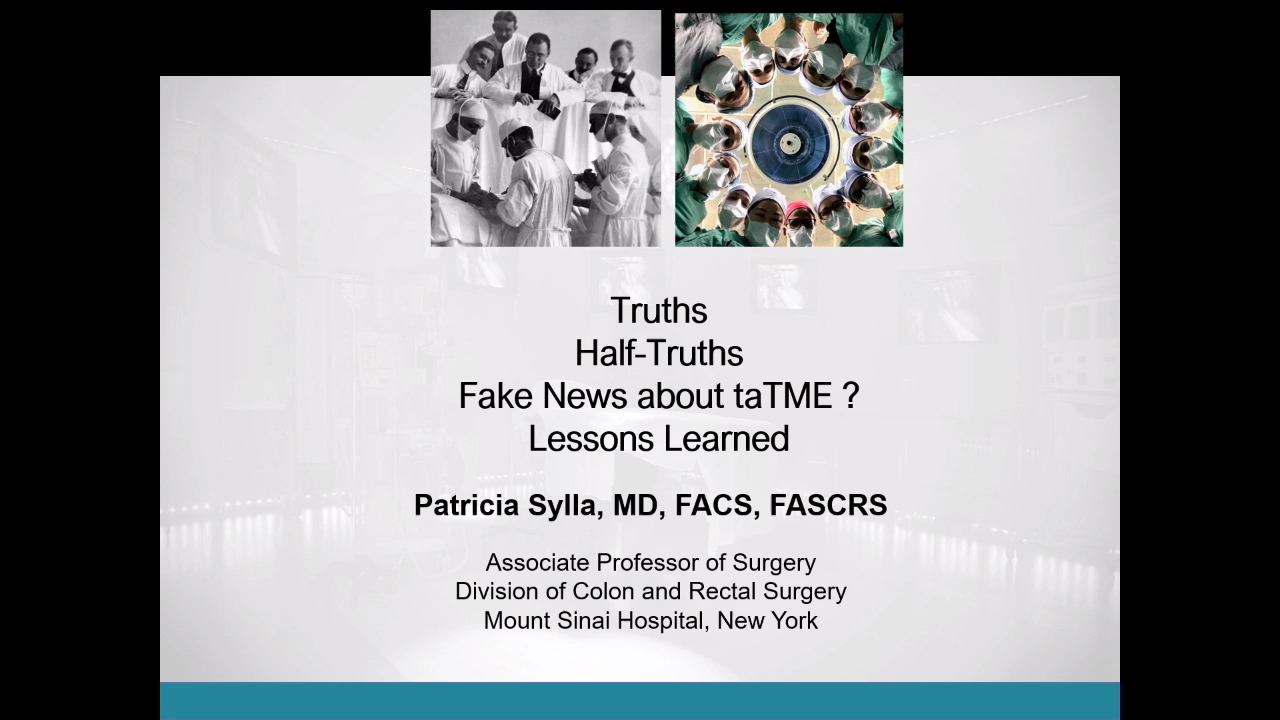 Truths
Half-Truths
Fake News about taTME ?
Lessons Learned
Patricia Sylla, MD, FACS, FASCRS
Associate Professor of Surgery
Division of Colon and Rectal Surgery
Mount Sinai Hospital, New York